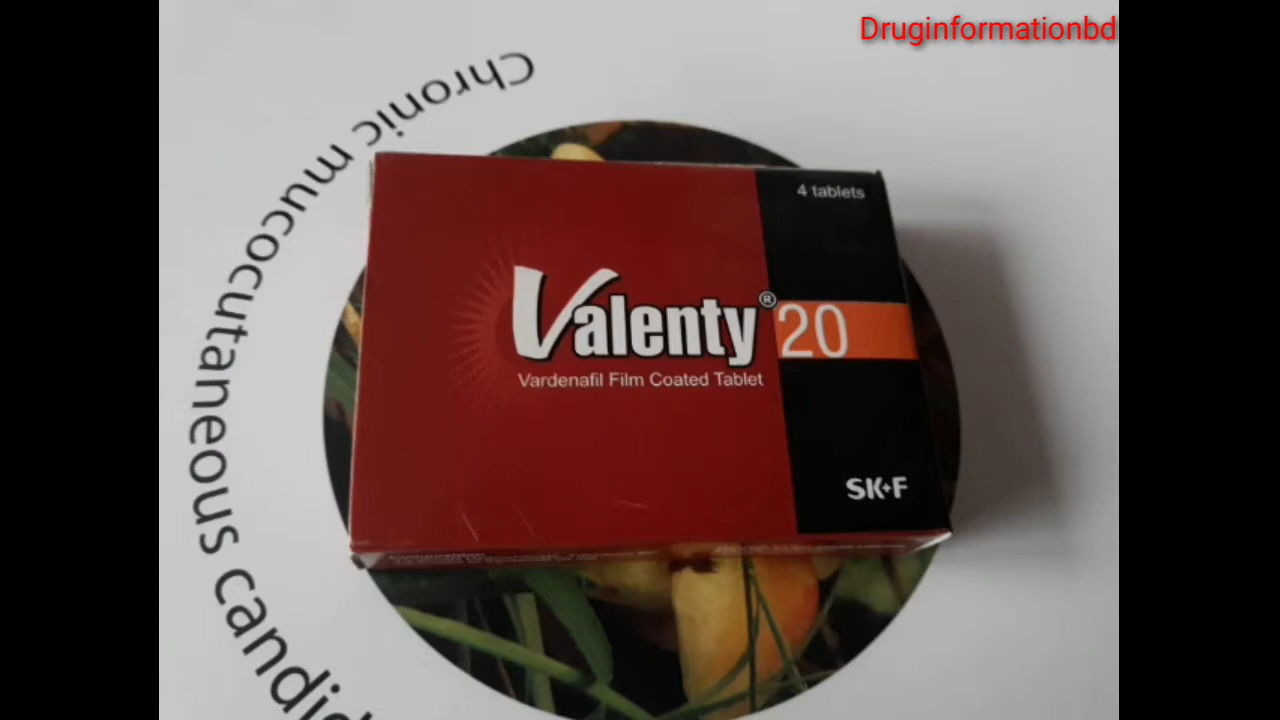 Druginformationbd
Chronic mucocutaneous candid
4 tablets
Valenty® 20
Vardenafil Film Coated Tablet
SK+F